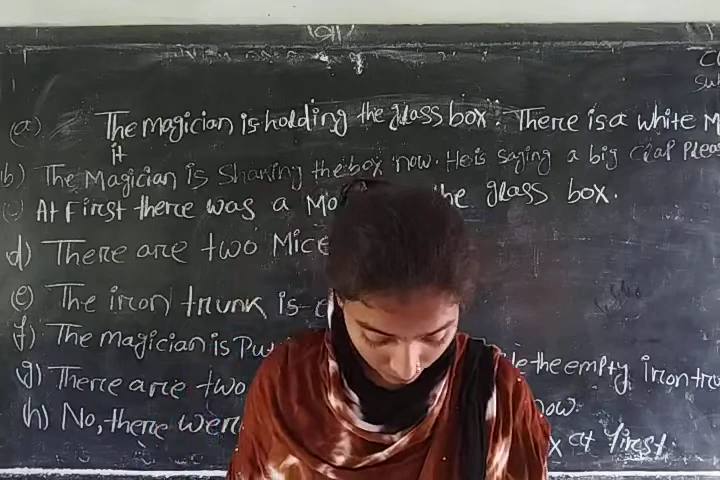 (a) The magician is holding the glass box. There is a white M
it
b) The Magician is Shaking the box now. He is saying a big Clap Pleas
(c) At First there was a Mo the glass box.
d) There are two Mice
(e) The iron trunk is e
(f) The magician is Pu le the empty iron tru
g) There are two now.
(h) No, there were x at first.